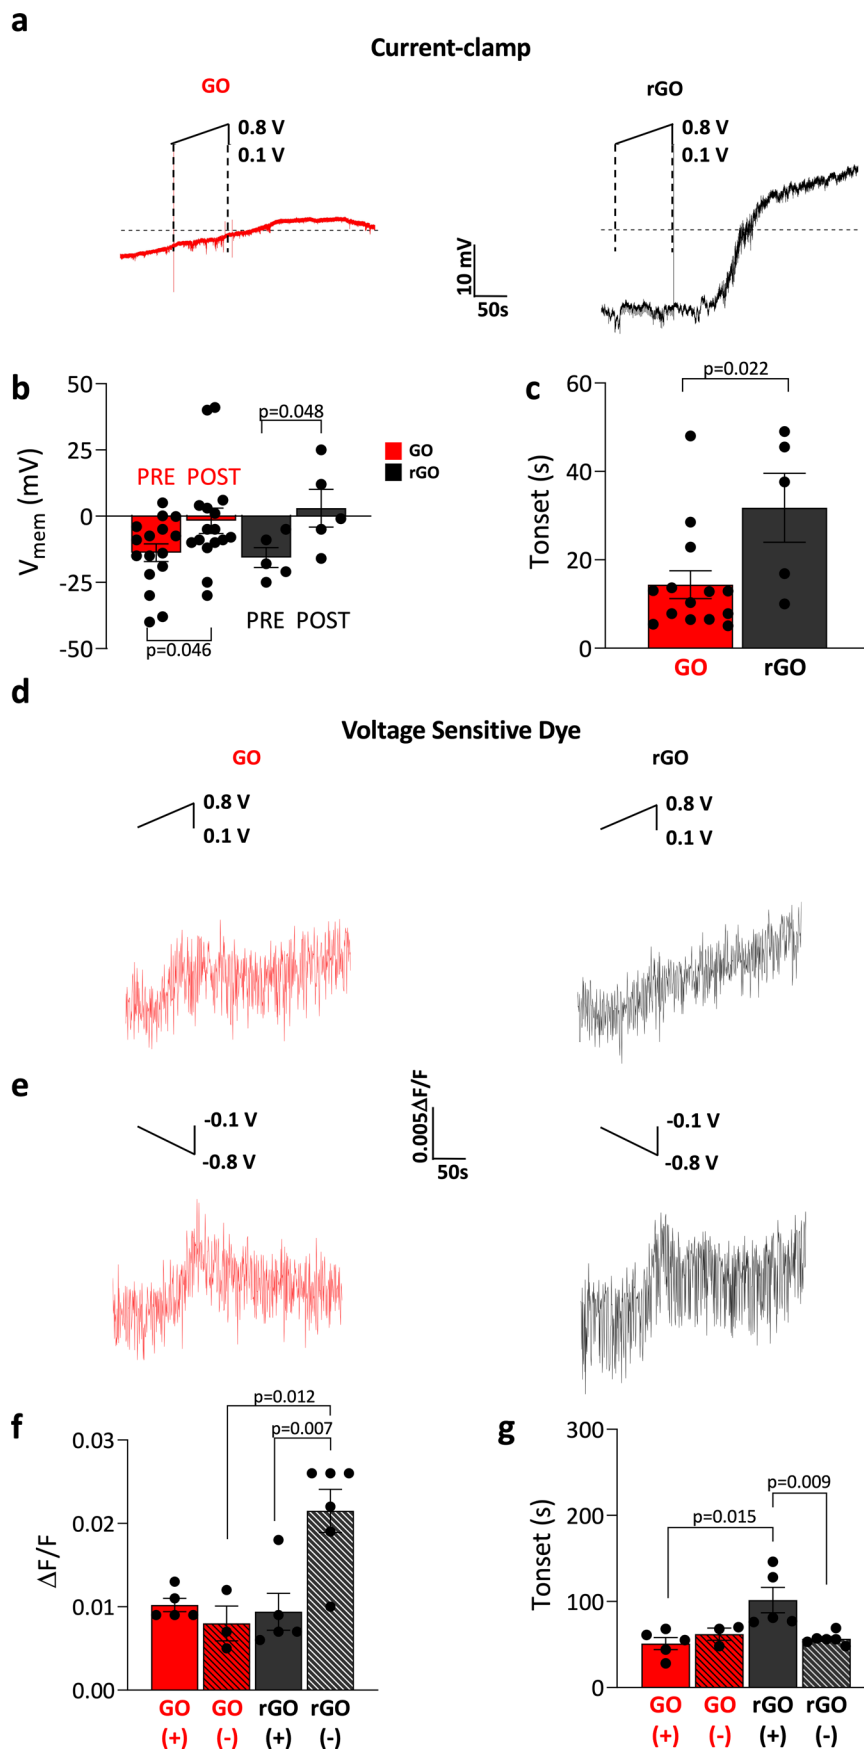 a
Current-clamp
GO
rGO
0.8 V
0.1 V
0.8 V
0.1 V
10 mV
50s
b
V_mem (mV)
50
25
0
-25
-50
PRE
POST
p=0.046
p=0.048
PRE
POST
GO
rGO
c
Tonset (s)
60
40
20
0
p=0.022
GO
rGO
d
Voltage Sensitive Dye
GO
rGO
0.8 V
0.1 V
0.8 V
0.1 V
e
-0.1 V
-0.8 V
0.005ΔF/F
50s
-0.1 V
-0.8 V
f
ΔF/F
0.03
0.02
0.01
0.00
p=0.012
p=0.007
GO (+)
GO (-)
rGO (+)
rGO (-)
g
Tonset (s)
300
200
100
0
p=0.015
p=0.009
GO (+)
GO (-)
rGO (+)
rGO (-)